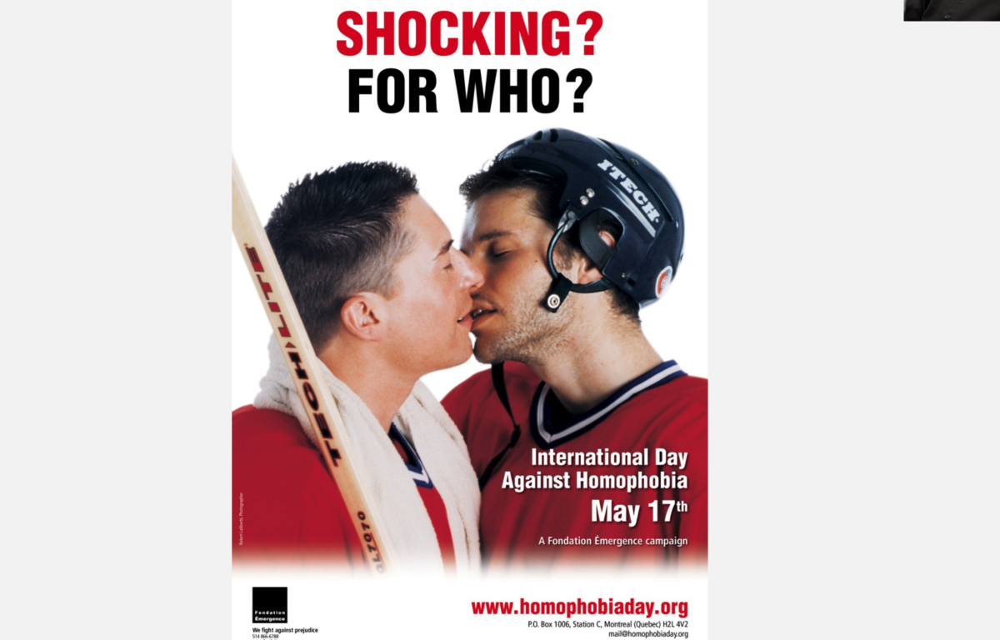 SHOCKING?
FOR WHO?
ITECH
TECH LITE
International Day
Against Homophobia
May 17th
A Fondation Émergence campaign
Robert Laliberté, Photographer
Fondation
Émergence
We fight against prejudice
514 866-6788
www.homophobiaday.org
P.O. Box 1006, Station C, Montreal (Quebec) H2L 4V2
mail@homophobiaday.org